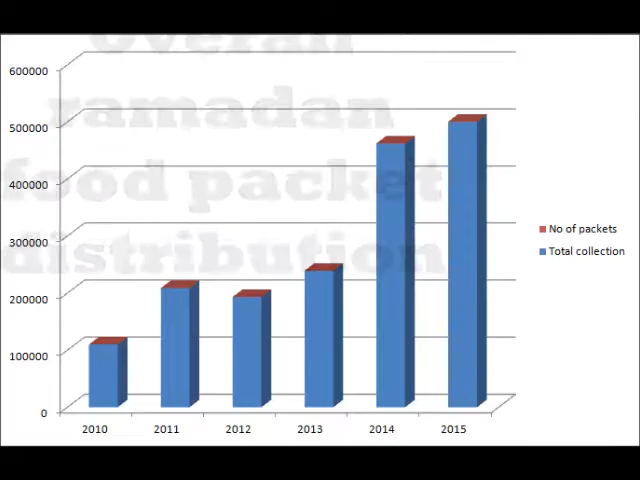 overall
ramadan
food packet
distribution
600000
500000
400000
300000
200000
100000
0
2010 2011 2012 2013 2014 2015
No of packets
Total collection